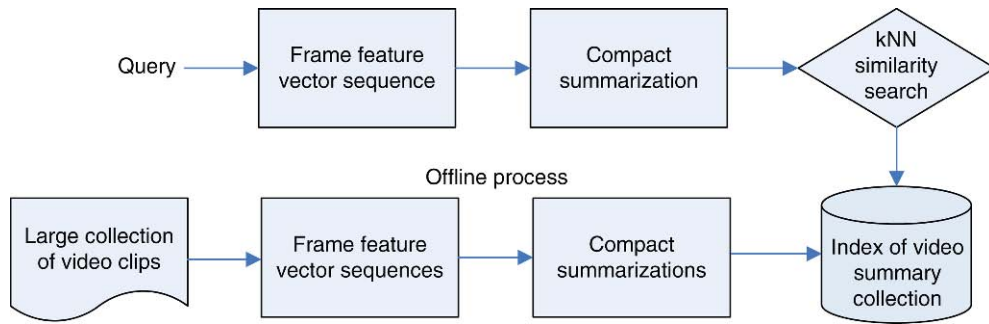 Query
Frame feature
vector sequence
Compact
summarization
kNN
similarity
search
Offline process
Large collection
of video clips
Frame feature
vector sequences
Compact
summarizations
Index of video
summary
collection